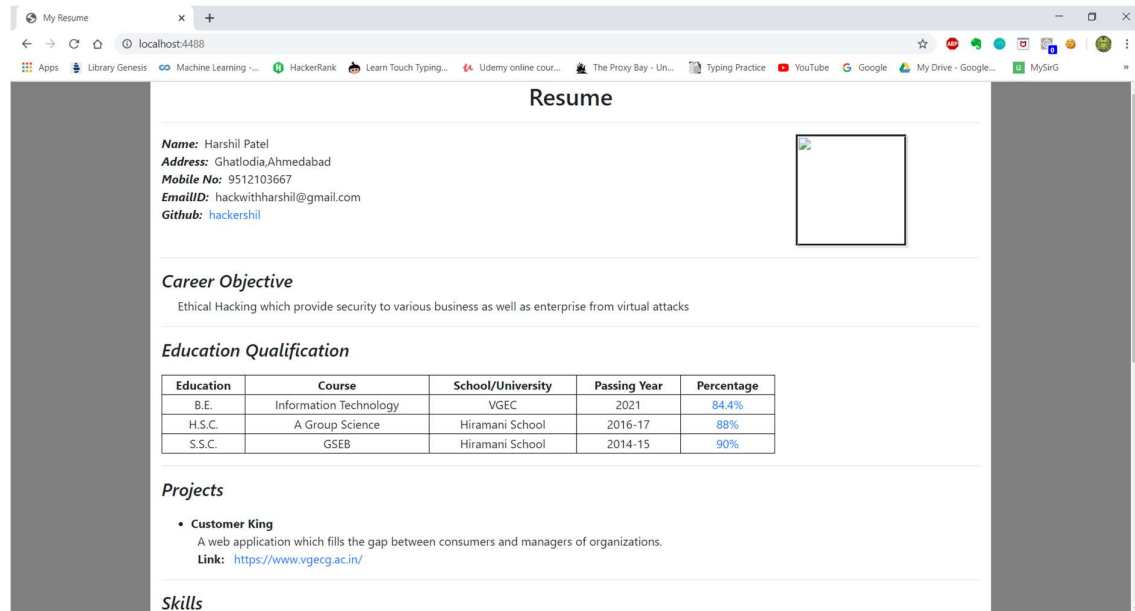 My Resume
localhost:4488
ABP
0
Apps Library Genesis Machine Learning -... HackerRank Learn Touch Typing... Udemy online cour... The Proxy Bay - Un... Typing Practice YouTube Google My Drive - Google... MySirG »
Resume
Name: Harshil Patel
Address: Ghatlodia,Ahmedabad
Mobile No: 9512103667
EmailID: hackwithharshil@gmail.com
Github: hackershil
Career Objective
Ethical Hacking which provide security to various business as well as enterprise from virtual attacks
Education Qualification
Education Course School/University Passing Year Percentage
B.E. Information Technology VGEC 2021 84.4%
H.S.C. A Group Science Hiramani School 2016-17 88%
S.S.C. GSEB Hiramani School 2014-15 90%
Projects
• Customer King
A web application which fills the gap between consumers and managers of organizations.
Link: https://www.vgecg.ac.in/
Skills